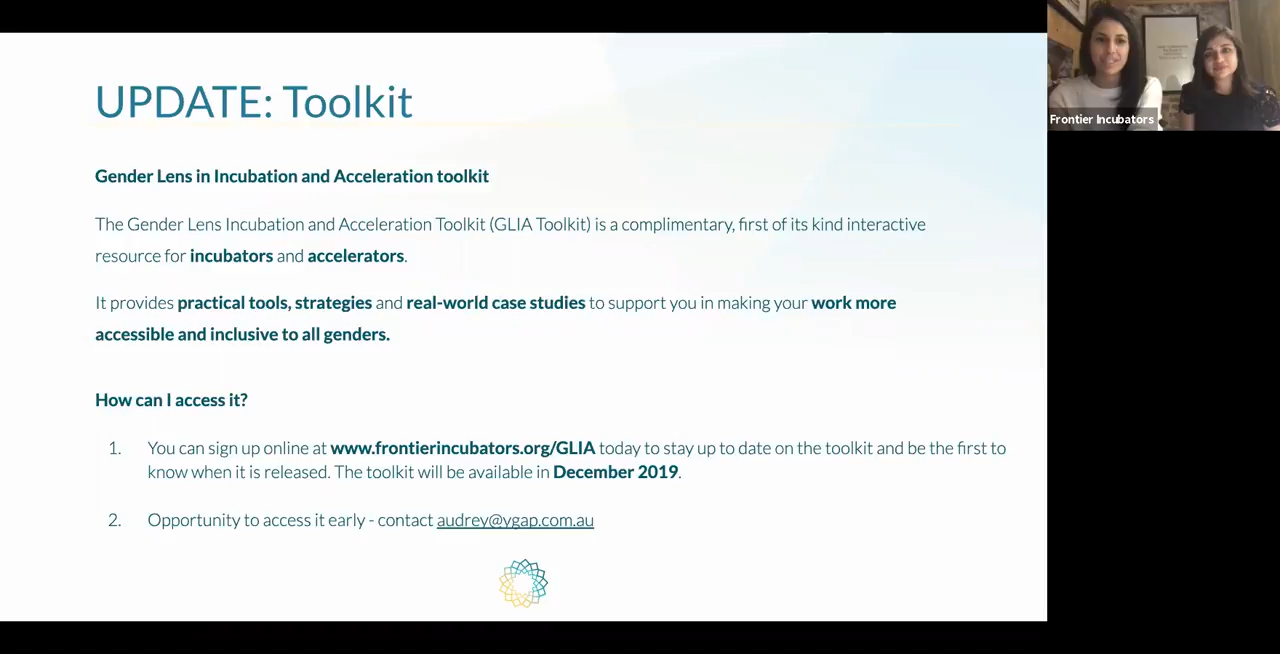 UPDATE: Toolkit
Frontier Incubators
Gender Lens in Incubation and Acceleration toolkit
The Gender Lens Incubation and Acceleration Toolkit (GLIA Toolkit) is a complimentary, first of its kind interactive
resource for incubators and accelerators.
It provides practical tools, strategies and real-world case studies to support you in making your work more
accessible and inclusive to all genders.
How can I access it?
1. You can sign up online at www.frontierincubators.org/GLIA today to stay up to date on the toolkit and be the first to
know when it is released. The toolkit will be available in December 2019.
2. Opportunity to access it early - contact audrey@ygap.com.au